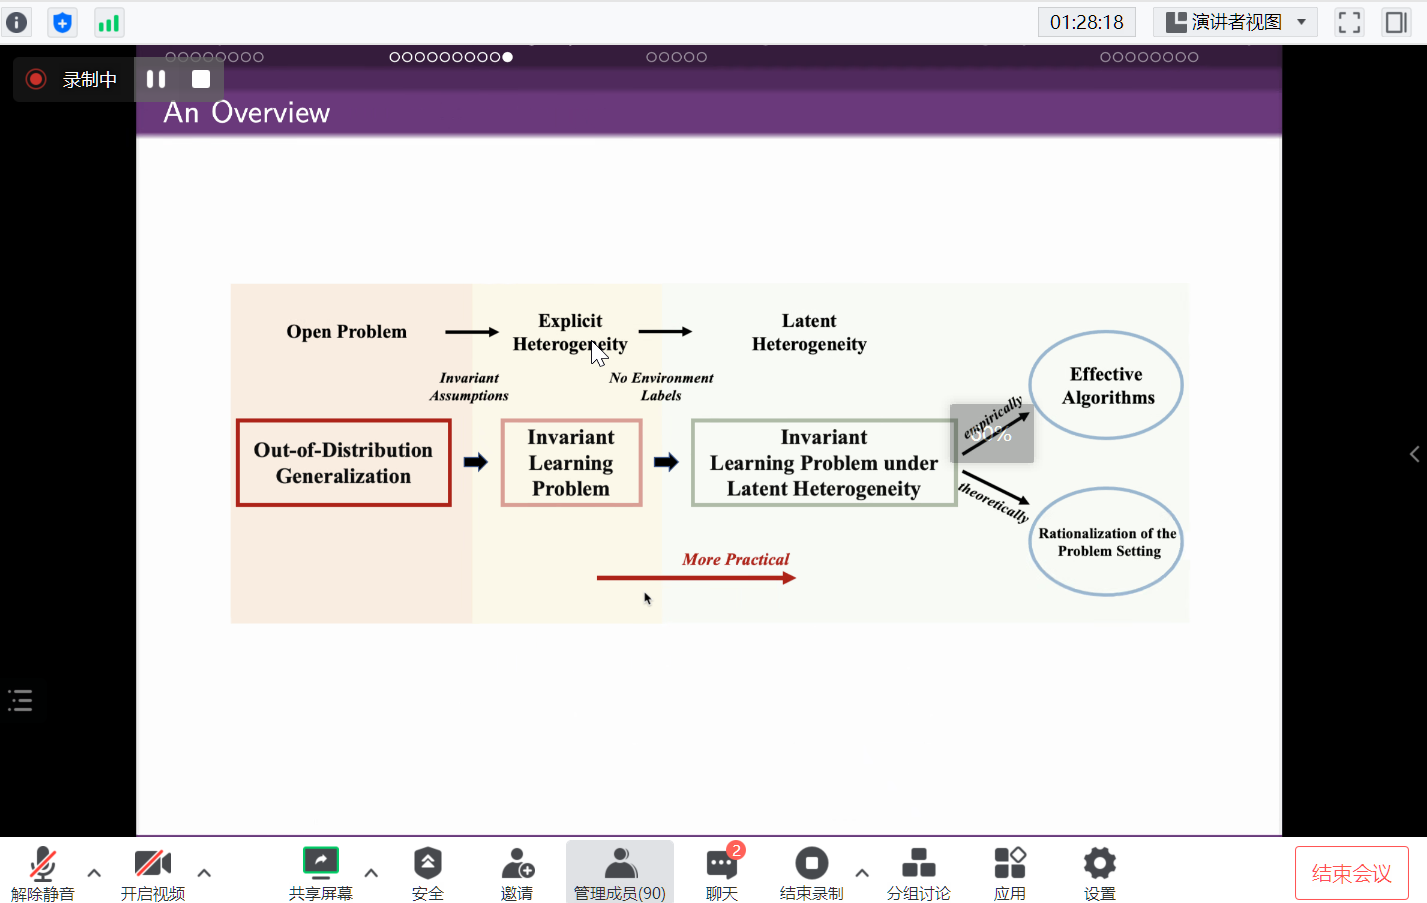 01:28:18
演讲者视图
录制中
An Overview
Open Problem
Explicit
Heterogeneity
Latent
Heterogeneity
Invariant
Assumptions
No Environment
Labels
Out-of-Distribution
Generalization
Invariant
Learning
Problem
Invariant
Learning Problem under
Latent Heterogeneity
empirically
theoretically
Effective
Algorithms
Rationalization of the
Problem Setting
More Practical
解除静音
开启视频
共享屏幕
安全
邀请
管理成员(90)
2
聊天
结束录制
分组讨论
应用
设置
结束会议